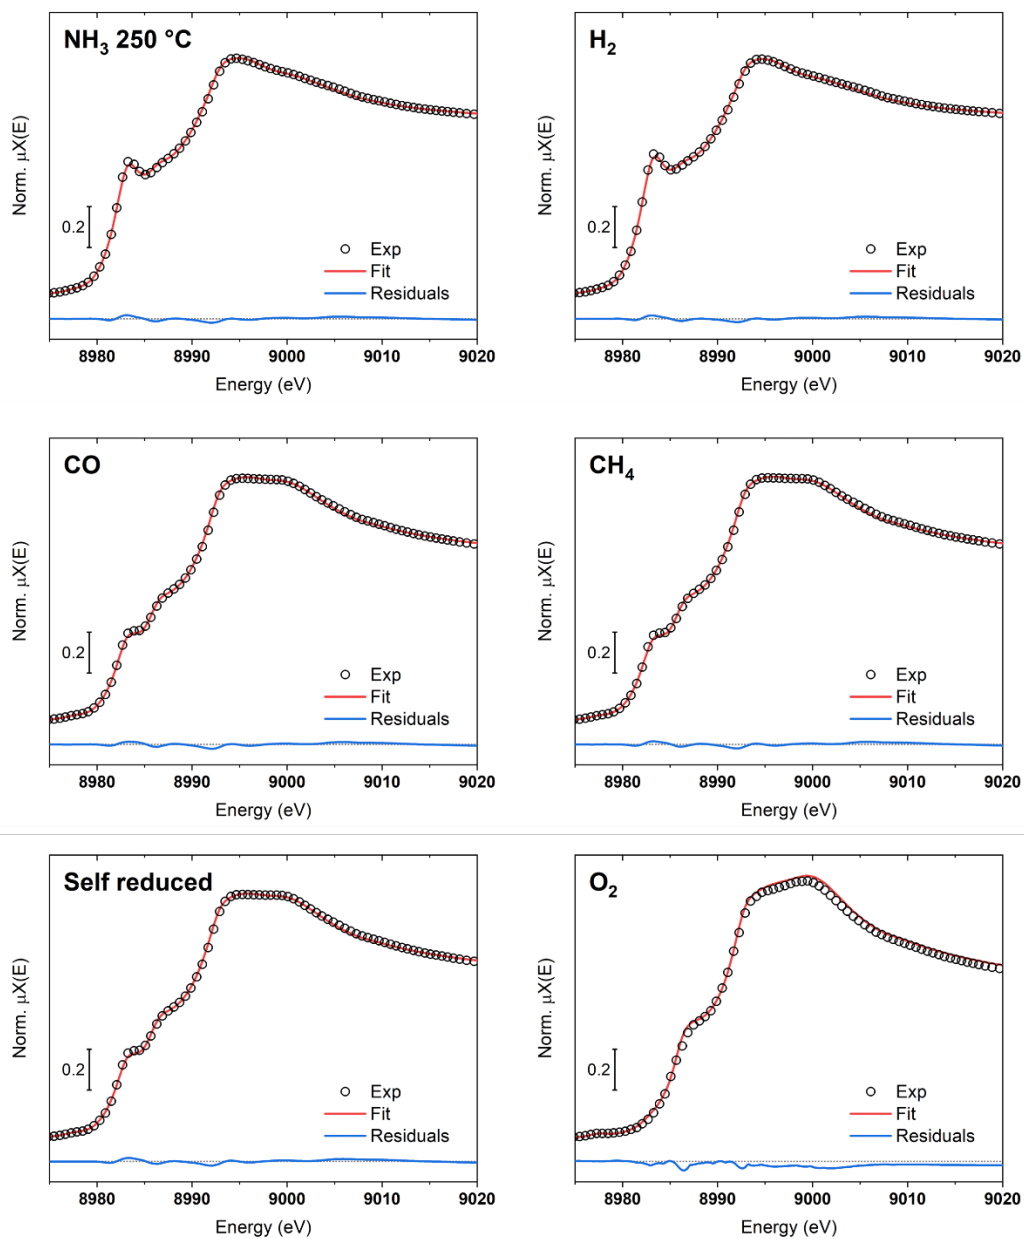 NH₃ 250 °C
Norm. μX(E)
0.2
Exp
Fit
Residuals
8980 8990 9000 9010 9020
Energy (eV)
H₂
Norm. μX(E)
0.2
Exp
Fit
Residuals
8980 8990 9000 9010 9020
Energy (eV)
CO
Norm. μX(E)
0.2
Exp
Fit
Residuals
8980 8990 9000 9010 9020
Energy (eV)
CH₄
Norm. μX(E)
0.2
Exp
Fit
Residuals
8980 8990 9000 9010 9020
Energy (eV)
Self reduced
Norm. μX(E)
0.2
Exp
Fit
Residuals
8980 8990 9000 9010 9020
Energy (eV)
O₂
Norm. μX(E)
0.2
Exp
Fit
Residuals
8980 8990 9000 9010 9020
Energy (eV)